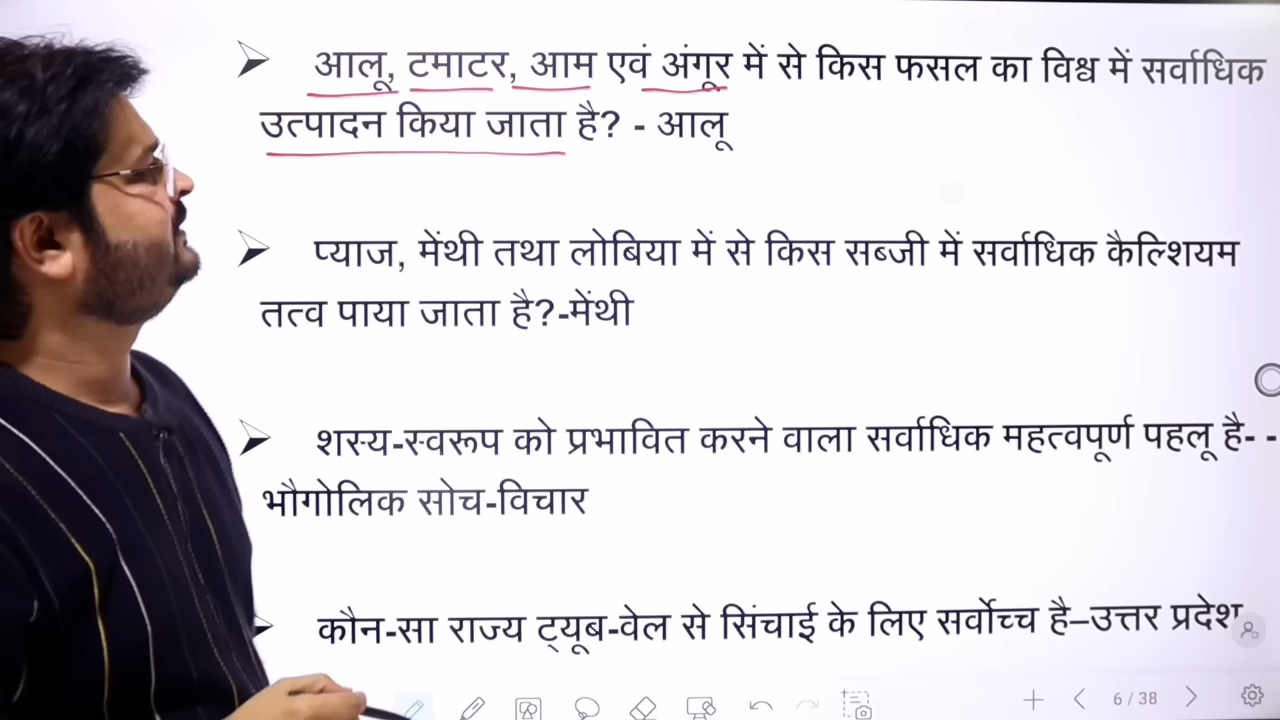 आलू, टमाटर, आम एवं अंगूर में से किस फसल का विश्व में सर्वाधिक
उत्पादन किया जाता है? - आलू
प्याज, मेंथी तथा लोबिया में से किस सब्जी में सर्वाधिक कैल्शियम
तत्व पाया जाता है?-मेंथी
शस्य-स्वरूप को प्रभावित करने वाला सर्वाधिक महत्वपूर्ण पहलू है- -
भौगोलिक सोच-विचार
कौन-सा राज्य ट्यूब-वेल से सिंचाई के लिए सर्वोच्च है–उत्तर प्रदेश
6 / 38